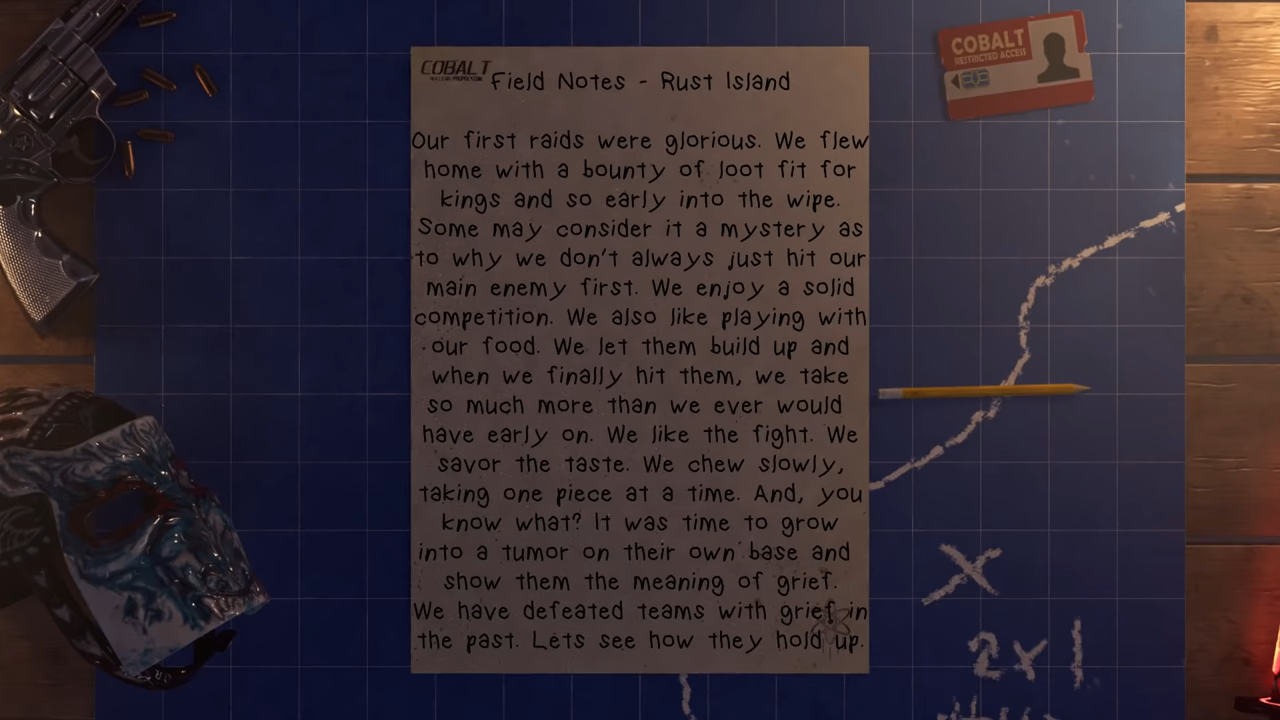 COBALT
Field Notes - Rust Island
Our first raids were glorious. We flew
home with a bounty of loot fit for
kings and so early into the wipe.
Some may consider it a mystery as
to why we don't always just hit our
main enemy first. We enjoy a solid
competition. We also like playing with
our food. We let them build up and
when we finally hit them, we take
so much more than we ever would
have early on. We like the fight. We
savor the taste. We chew slowly,
taking one piece at a time. And, you
know what? It was time to grow
into a tumor on their own base and
show them the meaning of grief.
We have defeated teams with grief in
the past. Lets see how they hold up.
COBALT
RESTRICTED ACCESS
X
2x1